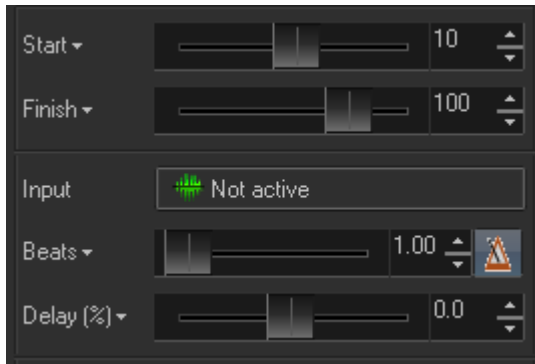 Start 10
Finish 100
Input Not active
Beats 1.00
Delay (%) 0.0